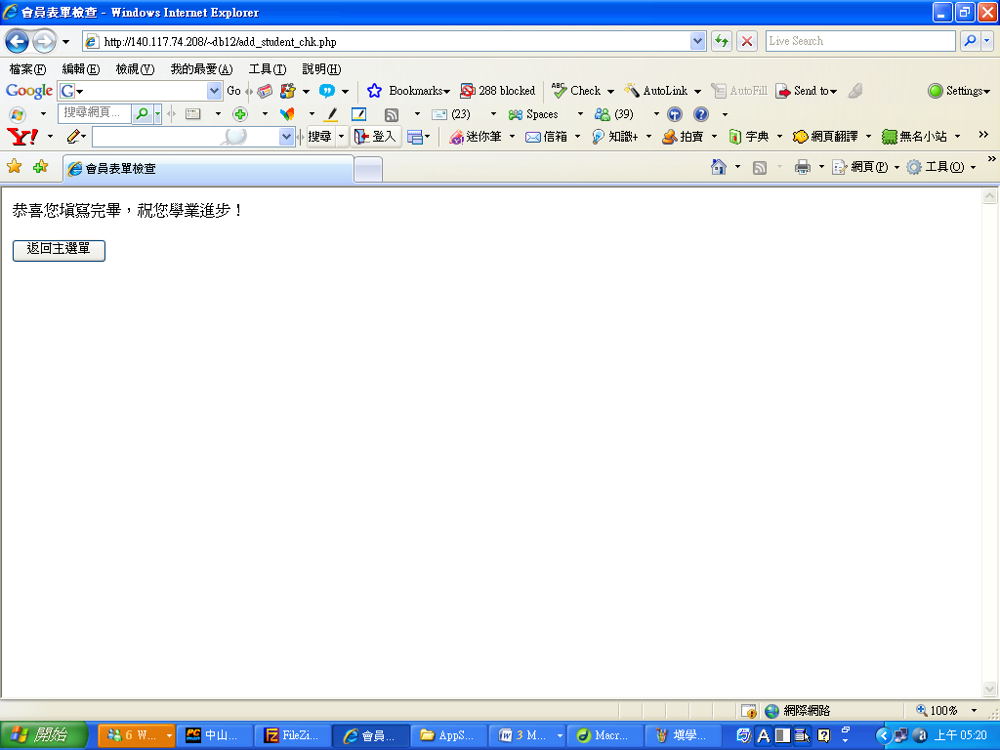 會員表單檢查 - Windows Internet Explorer
http://140.117.74.208/~db12/add_student_chk.php
Live Search
檔案(F) 編輯(E) 檢視(V) 我的最愛(A) 工具(T) 說明(H)
Google G Go Bookmarks 288 blocked ABC Check AutoLink AutoFill Send to Settings
搜尋網頁... (23) Spaces (39)
Y! 搜尋 登入 迷你筆 信箱 知識+ 拍賣 字典 網頁翻譯 無名小站
會員表單檢查 網頁(P) 工具(O)
恭喜您填寫完畢，祝您學業進步！
返回主選單
網際網路 100%
開始 6 W... 中山... FileZi... 會員... AppS... 3 M... Macr... 填學... A 上午 05:20